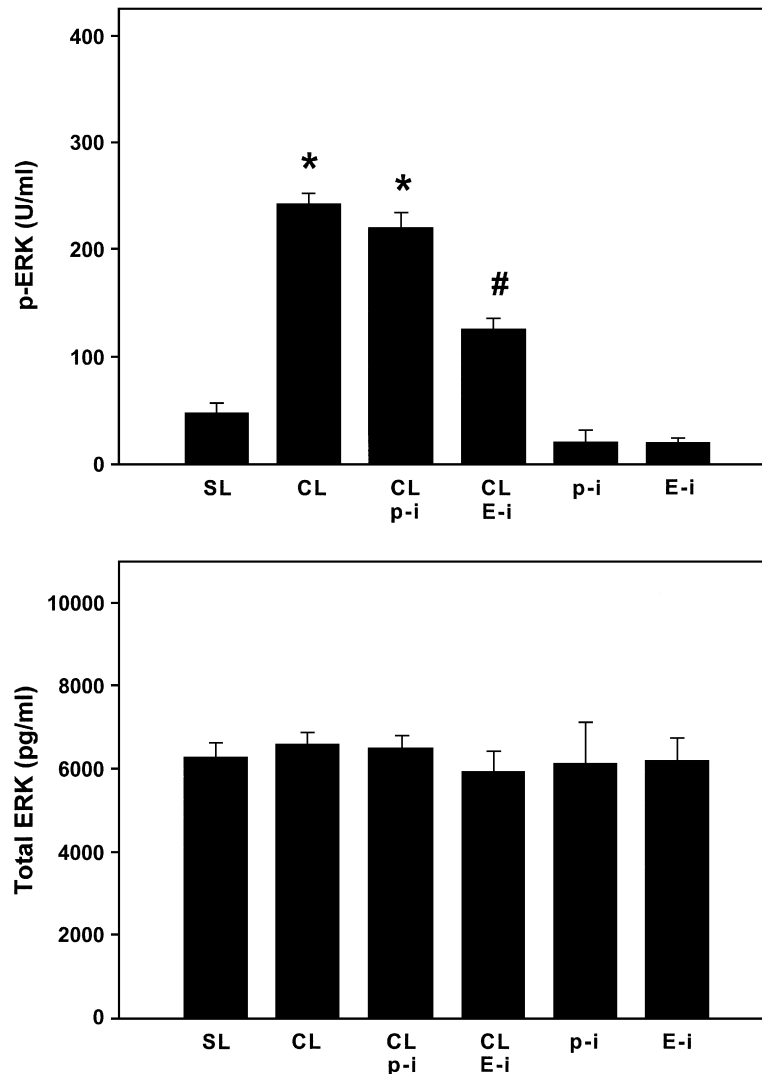 400
300
200
100
0
p-ERK (U/ml)
*
*
#
SL CL CL CL p-i E-i
p-i E-i
10000
8000
6000
4000
2000
0
Total ERK (pg/ml)
SL CL CL CL p-i E-i
p-i E-i